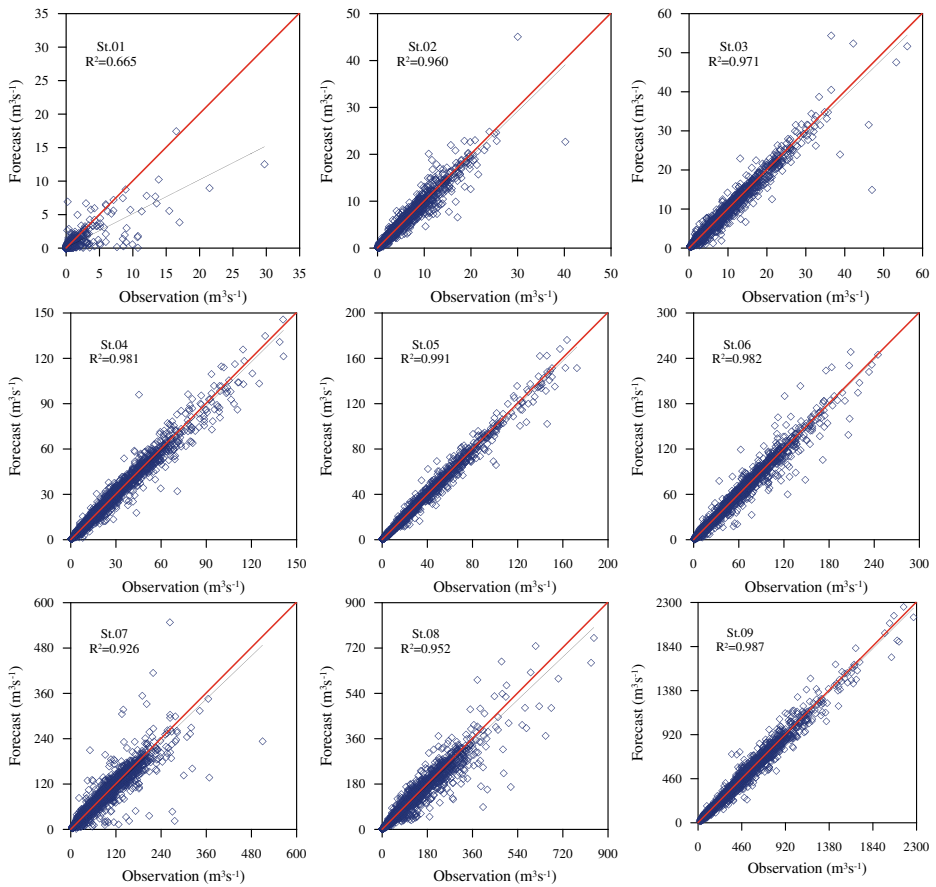 35
30
25
20
15
10
5
0
Forecast (m³s⁻¹)
St.01
R²=0.665
0 5 10 15 20 25 30 35
Observation (m³s⁻¹)
50
40
30
20
10
0
Forecast (m³s⁻¹)
St.02
R²=0.960
0 10 20 30 40 50
Observation (m³s⁻¹)
60
50
40
30
20
10
0
Forecast (m³s⁻¹)
St.03
R²=0.971
0 10 20 30 40 50 60
Observation (m³s⁻¹)
150
120
90
60
30
0
Forecast (m³s⁻¹)
St.04
R²=0.981
0 30 60 90 120 150
Observation (m³s⁻¹)
200
160
120
80
40
0
Forecast (m³s⁻¹)
St.05
R²=0.991
0 40 80 120 160 200
Observation (m³s⁻¹)
300
240
180
120
60
0
Forecast (m³s⁻¹)
St.06
R²=0.982
0 60 120 180 240 300
Observation (m³s⁻¹)
600
480
360
240
120
0
Forecast (m³s⁻¹)
St.07
R²=0.926
0 120 240 360 480 600
Observation (m³s⁻¹)
900
720
540
360
180
0
Forecast (m³s⁻¹)
St.08
R²=0.952
0 180 360 540 720 900
Observation (m³s⁻¹)
2300
1840
1380
920
460
0
Forecast (m³s⁻¹)
St.09
R²=0.987
0 460 920 1380 1840 2300
Observation (m³s⁻¹)